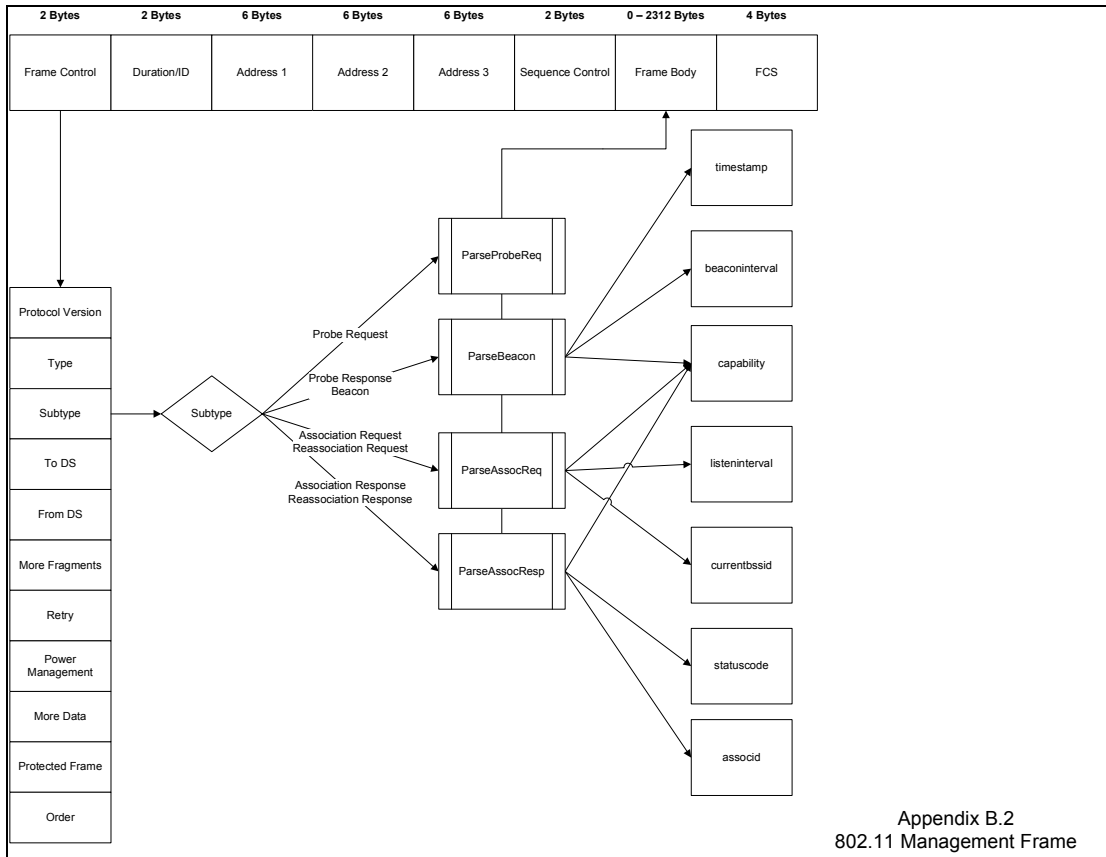 2 Bytes 2 Bytes 6 Bytes 6 Bytes 6 Bytes 2 Bytes 0 – 2312 Bytes 4 Bytes
Frame Control Duration/ID Address 1 Address 2 Address 3 Sequence Control Frame Body FCS
Protocol Version
Type
Subtype
To DS
From DS
More Fragments
Retry
Power
Management
More Data
Protected Frame
Order
Subtype
Probe Request
Probe Response
Beacon
Association Request
Reassociation Request
Association Response
Reassociation Response
ParseProbeReq
ParseBeacon
ParseAssocReq
ParseAssocResp
timestamp
beaconinterval
capability
listeninterval
currentbssid
statuscode
associd
Appendix B.2
802.11 Management Frame